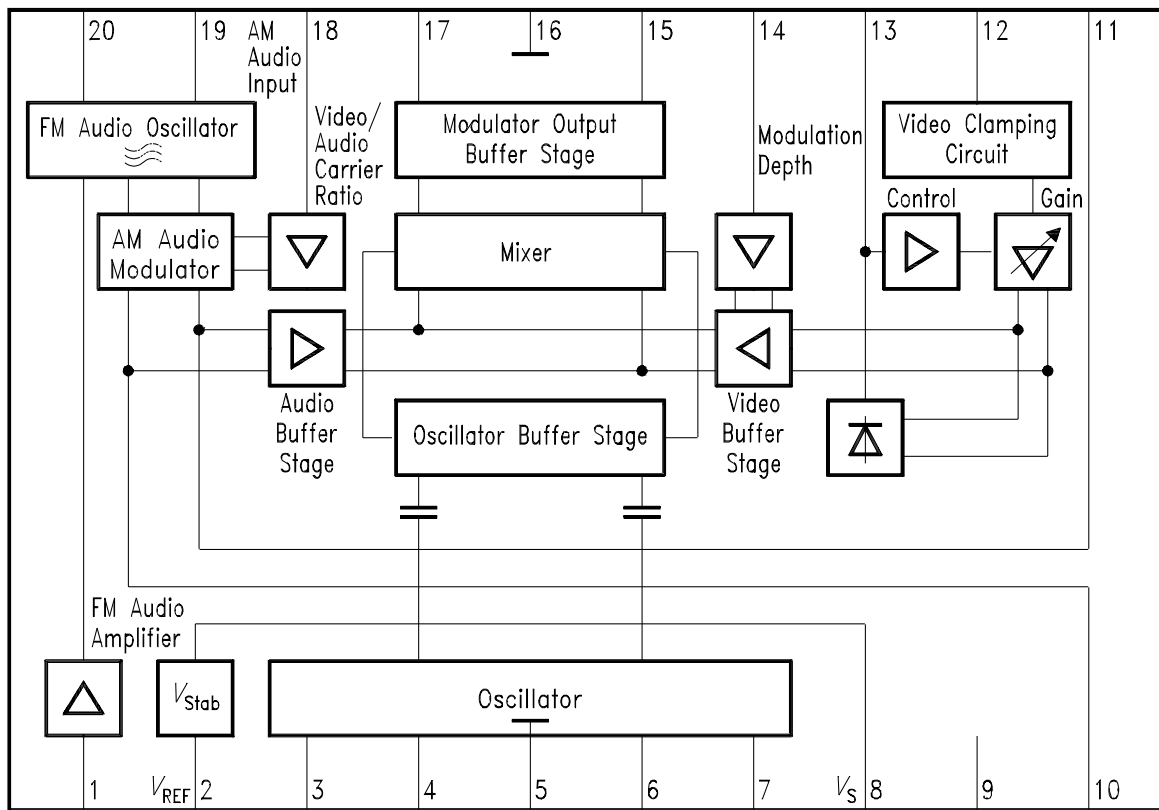 20
19
AM
Audio
Input
18
17
16
15
14
13
12
11
FM Audio Oscillator
Video/
Audio
Carrier
Ratio
Modulator Output
Buffer Stage
Modulation
Depth
Video Clamping
Circuit
AM Audio
Modulator
Mixer
Control
Gain
Audio
Buffer
Stage
Oscillator Buffer Stage
Video
Buffer
Stage
FM Audio
Amplifier
VStab
Oscillator
1
VREF
2
3
4
5
6
7
VS
8
9
10